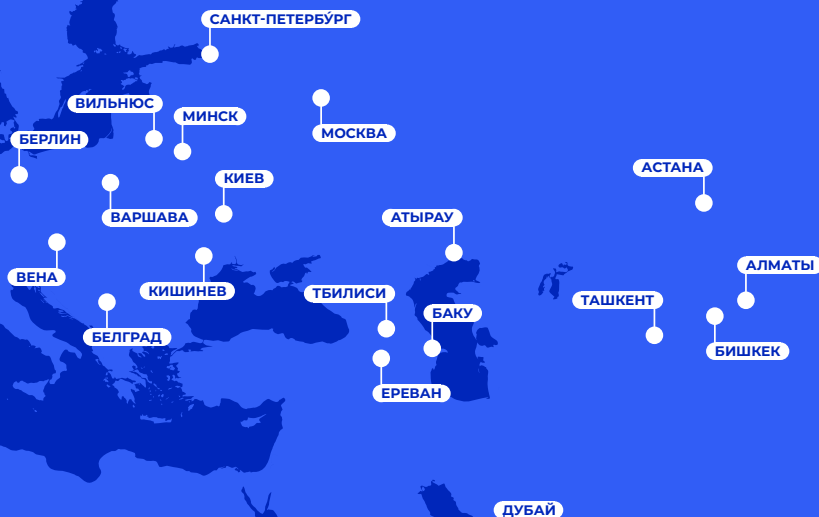 САНКТ-ПЕТЕРБУ́РГ
ВИЛЬНЮС
МИНСК
МОСКВА
БЕРЛИН
АСТАНА
КИЕВ
ВАРШАВА
АТЫРАУ
АЛМАТЫ
ВЕНА
КИШИНЕВ
ТБИЛИСИ
ТАШКЕНТ
БАКУ
БЕЛГРАД
БИШКЕК
ЕРЕВАН
ДУБАЙ